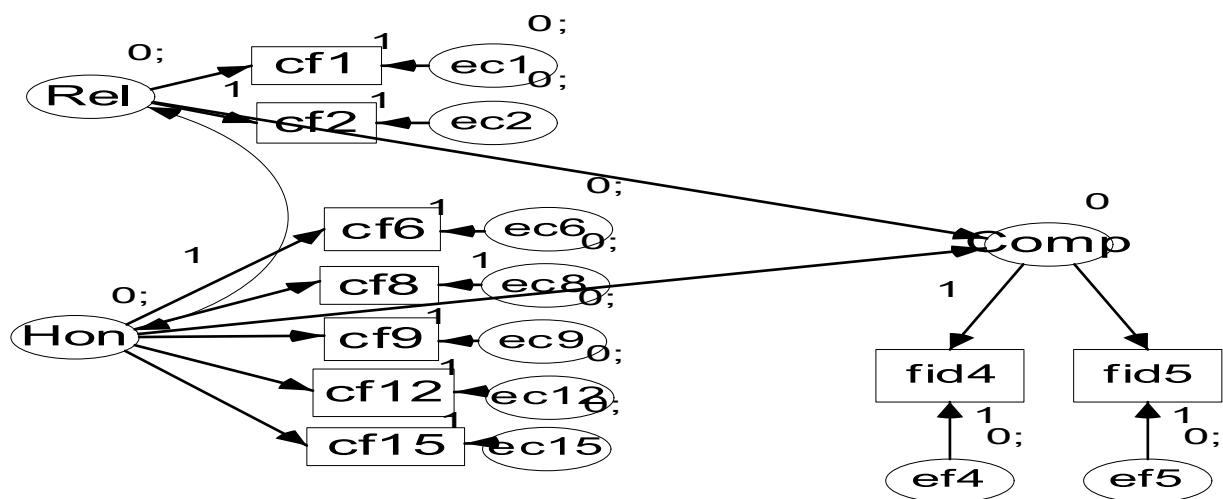 0;
0; 1
cf1 ec1
Rel 1 1 0;
cf2 ec2
0; 0
1
cf6 ec6 Comp
1 0;
0; 1 1
cf8 ec8
0;
Hon 1
cf9 ec9
0;
1 fid4 fid5
cf12 ec12
0;
1 1 1
0; 0;
cf15 ec15
ef4 ef5